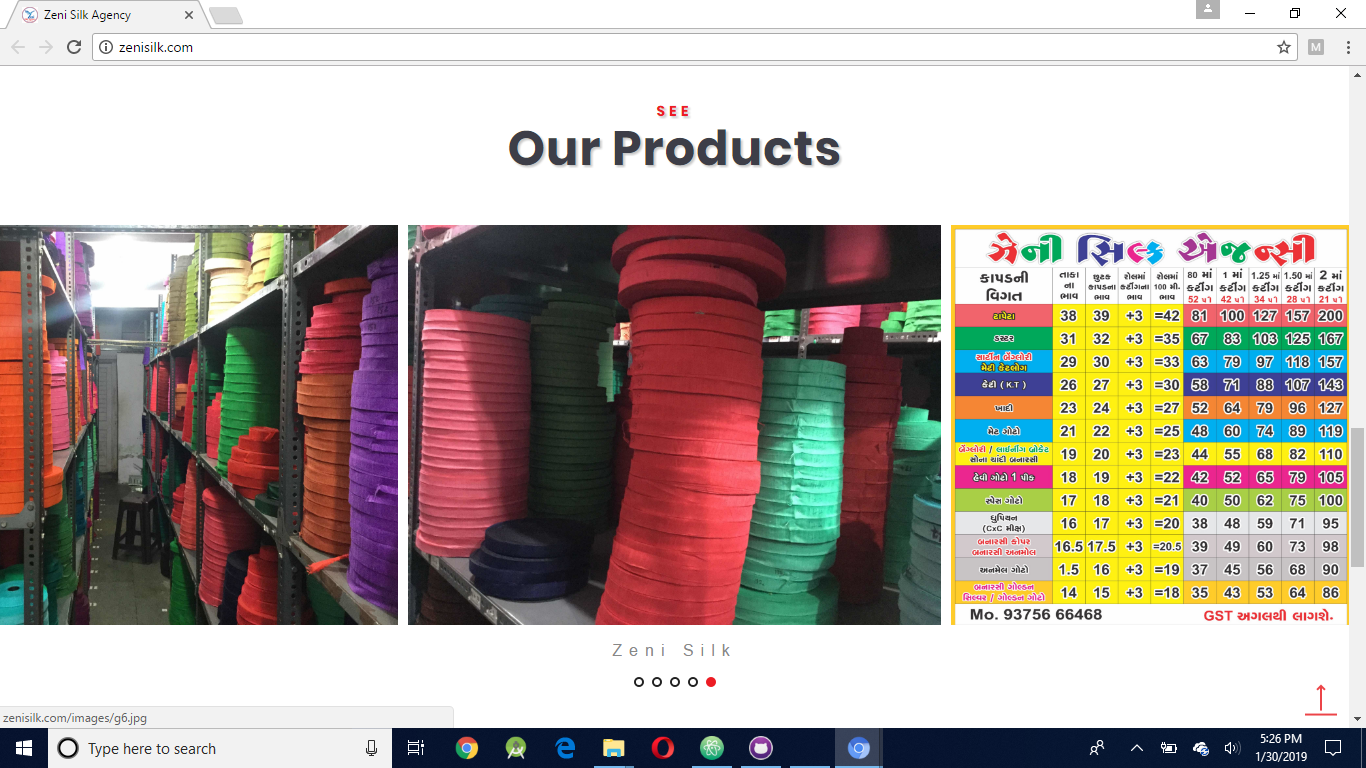 Zeni Silk Agency
zenisilk.com
M
SEE
Our Products
ઝેની સિલ્ક એજન્સી
કાપડની વિગત
તાકા ના ભાવ
છુટક કાપડના ભાવ
રોલમાં કટીંગના ભાવ
રોલમાં 100 મી. ભાવ
80 માં કટીંગ 52 પની
1 માં કટીંગ 42 પની
1.25 માં કટીંગ 34 પની
1.50 માં કટીંગ 28 પની
2 માં કટીંગ 21 પની
ટાપેટા 38 39 +3 =42 81 100 127 157 200
ડસ્ટર 31 32 +3 =35 67 83 103 125 167
સાર્ટીન બેંગ્લોરી
મેટી કેટલોગ 29 30 +3 =33 63 79 97 118 157
કેટી ( K.T ) 26 27 +3 =30 58 71 88 107 143
ખાદી 23 24 +3 =27 52 64 79 96 127
મેટ ગોટો 21 22 +3 =25 48 60 74 89 119
બેંગ્લોરી / લાઈનીંગ બ્રોકેટ
સોના ચાંદી બનારસી 19 20 +3 =23 44 55 68 82 110
હેવી ગોટો 1 પીક 18 19 +3 =22 42 52 65 79 105
સ્પેસ ગોટો 17 18 +3 =21 40 50 62 75 100
ધુપિયન
(CxC મીક્ષ) 16 17 +3 =20 38 48 59 71 95
બનારસી કોપર
બનારસી અનમોલ 16.5 17.5 +3 =20.5 39 49 60 73 98
અનમેલ ગોટો 1.5 16 +3 =19 37 45 56 68 90
બનારસી ગોલ્ડન
સિલ્વર / ગોલ્ડન ગોટો 14 15 +3 =18 35 43 53 64 86
Mo. 93756 66468
GST અગલથી લાગશે.
Zeni Silk
zenisilk.com/images/g6.jpg
Type here to search
5:26 PM
1/30/2019